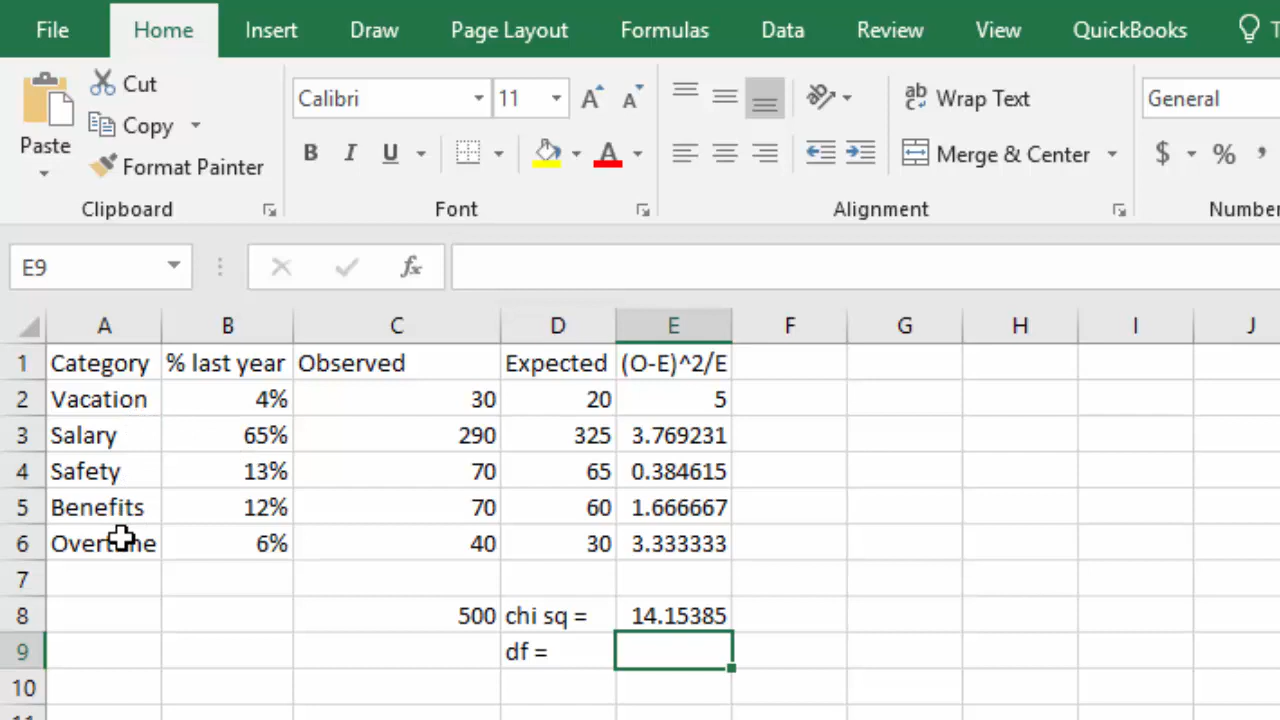 File Home Insert Draw Page Layout Formulas Data Review View QuickBooks T
Cut
Copy
Paste
Format Painter
Calibri 11
Wrap Text
General
B I U
Merge & Center
$ % ,
Clipboard Font Alignment Number
E9 fx
A B C D E F G H I J
1 Category % last year Observed Expected (O-E)^2/E
2 Vacation 4% 30 20 5
3 Salary 65% 290 325 3.769231
4 Safety 13% 70 65 0.384615
5 Benefits 12% 70 60 1.666667
6 Overtime 6% 40 30 3.333333
7
8 500 chi sq = 14.15385
9 df =
10